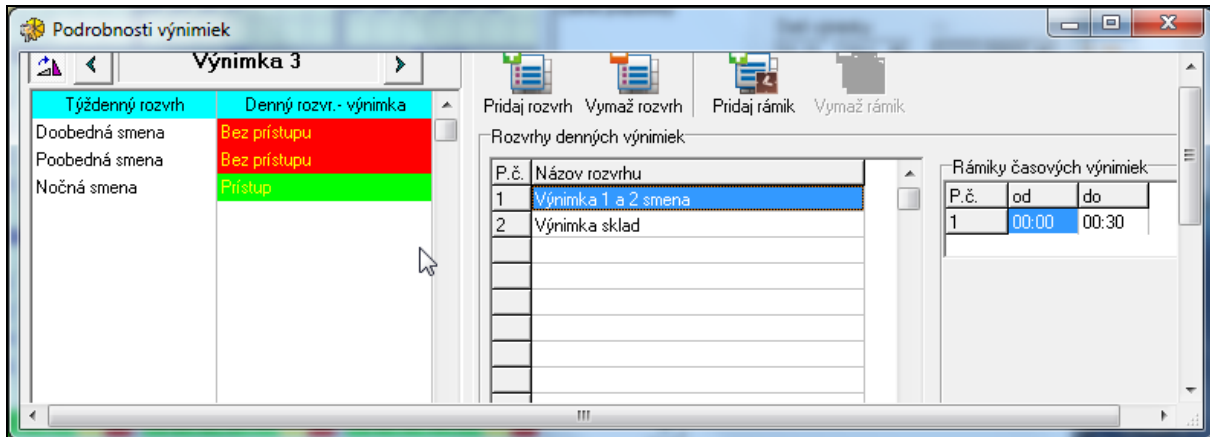 Podrobnosti výnimiek
Výnimka 3
Týždenný rozvrh Denný rozvr.- výnimka
Doobedná smena Bez prístupu
Poobedná smena Bez prístupu
Nočná smena Prístup
Pridaj rozvrh Vymaž rozvrh Pridaj rámik Vymaž rámik
Rozvrhy denných výnimiek
P.č. Názov rozvrhu
1 Výnimka 1 a 2 smena
2 Výnimka sklad
Rámiky časových výnimiek
P.č. od do
1 00:00 00:30